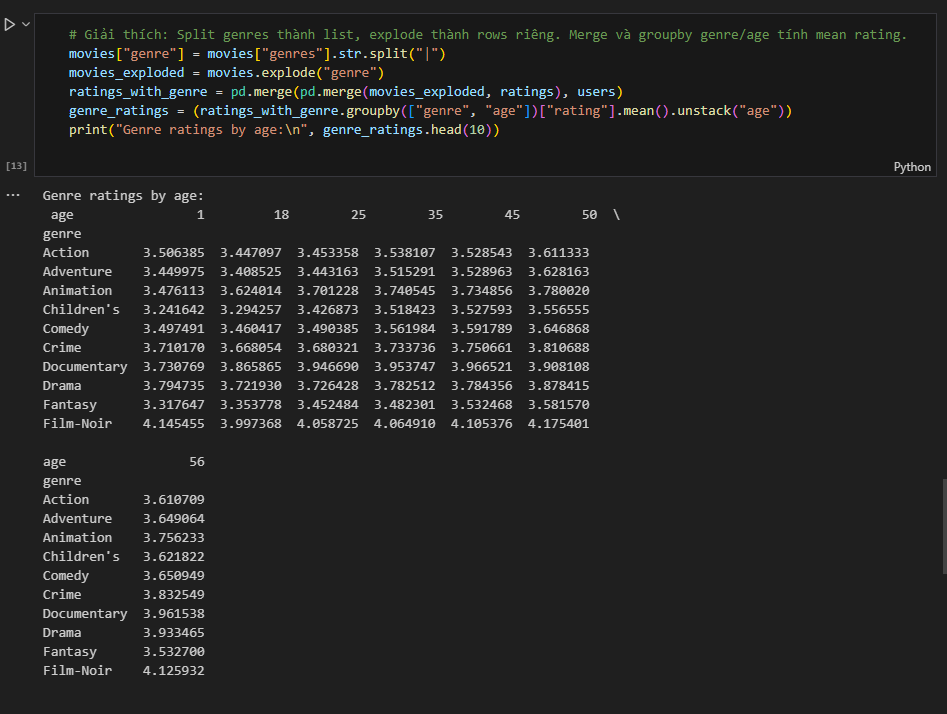 # Giải thích: Split genres thành list, explode thành rows riêng. Merge và groupby genre/age tính mean rating.
movies["genre"] = movies["genres"].str.split("|")
movies_exploded = movies.explode("genre")
ratings_with_genre = pd.merge(pd.merge(movies_exploded, ratings), users)
genre_ratings = (ratings_with_genre.groupby(["genre", "age"])["rating"].mean().unstack("age"))
print("Genre ratings by age:\n", genre_ratings.head(10))
[13]
Python
...
Genre ratings by age:
 age                1         18        25        35        45        50  \
genre
Action       3.506385  3.447097  3.453358  3.538107  3.528543  3.611333
Adventure    3.449975  3.408525  3.443163  3.515291  3.528963  3.628163
Animation    3.476113  3.624014  3.701228  3.740545  3.734856  3.780020
Children's   3.241642  3.294257  3.426873  3.518423  3.527593  3.556555
Comedy       3.497491  3.460417  3.490385  3.561984  3.591789  3.646868
Crime        3.710170  3.668054  3.680321  3.733736  3.750661  3.810688
Documentary  3.730769  3.865865  3.946690  3.953747  3.966521  3.908108
Drama        3.794735  3.721930  3.726428  3.782512  3.784356  3.878415
Fantasy      3.317647  3.353778  3.452484  3.482301  3.532468  3.581570
Film-Noir    4.145455  3.997368  4.058725  4.064910  4.105376  4.175401
age                56
genre
Action       3.610709
Adventure    3.649064
Animation    3.756233
Children's   3.621822
Comedy       3.650949
Crime        3.832549
Documentary  3.961538
Drama        3.933465
Fantasy      3.532700
Film-Noir    4.125932